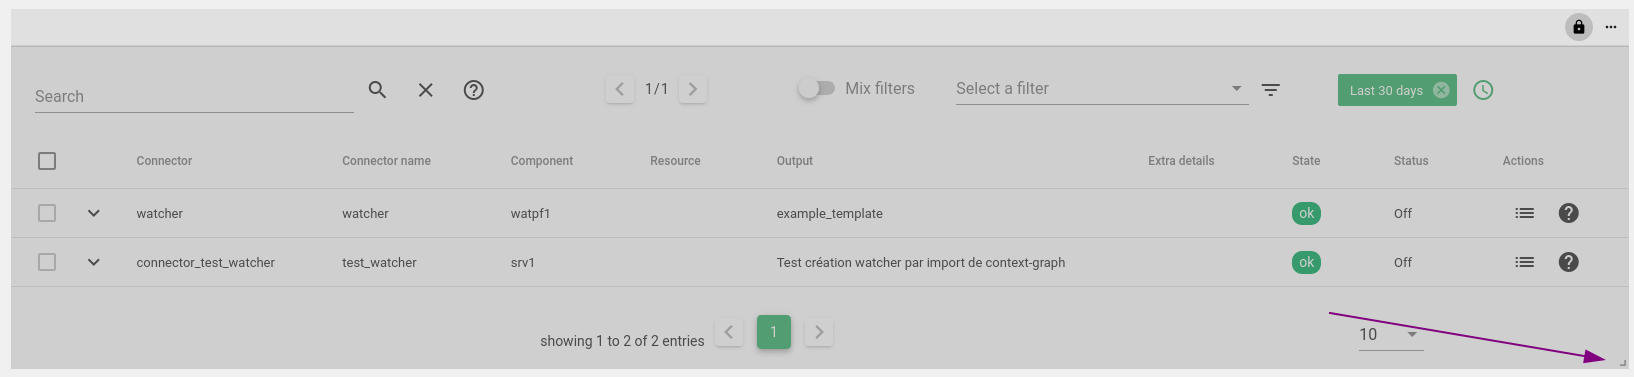 Search
1/1
Mix filters
Select a filter
Last 30 days
Connector Connector name Component Resource Output Extra details State Status Actions
watcher watcher watpf1 example_template ok Off
connector_test_watcher test_watcher srv1 Test création watcher par import de context-graph ok Off
showing 1 to 2 of 2 entries 1 10